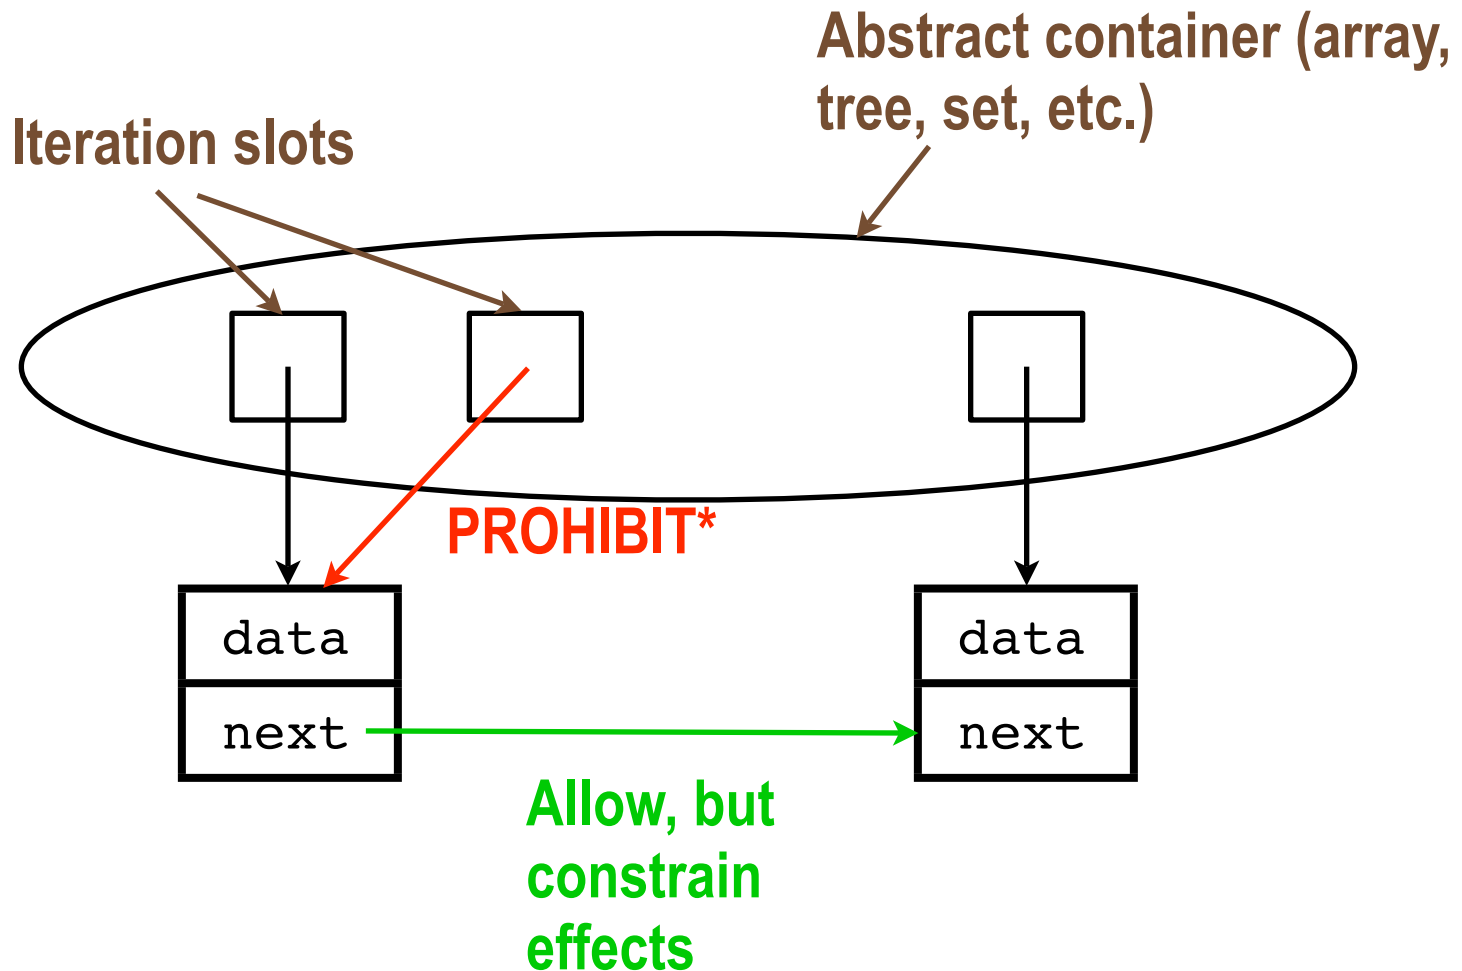 Abstract container (array,
tree, set, etc.)
Iteration slots
PROHIBIT*
data
data
next
next
Allow, but
constrain
effects